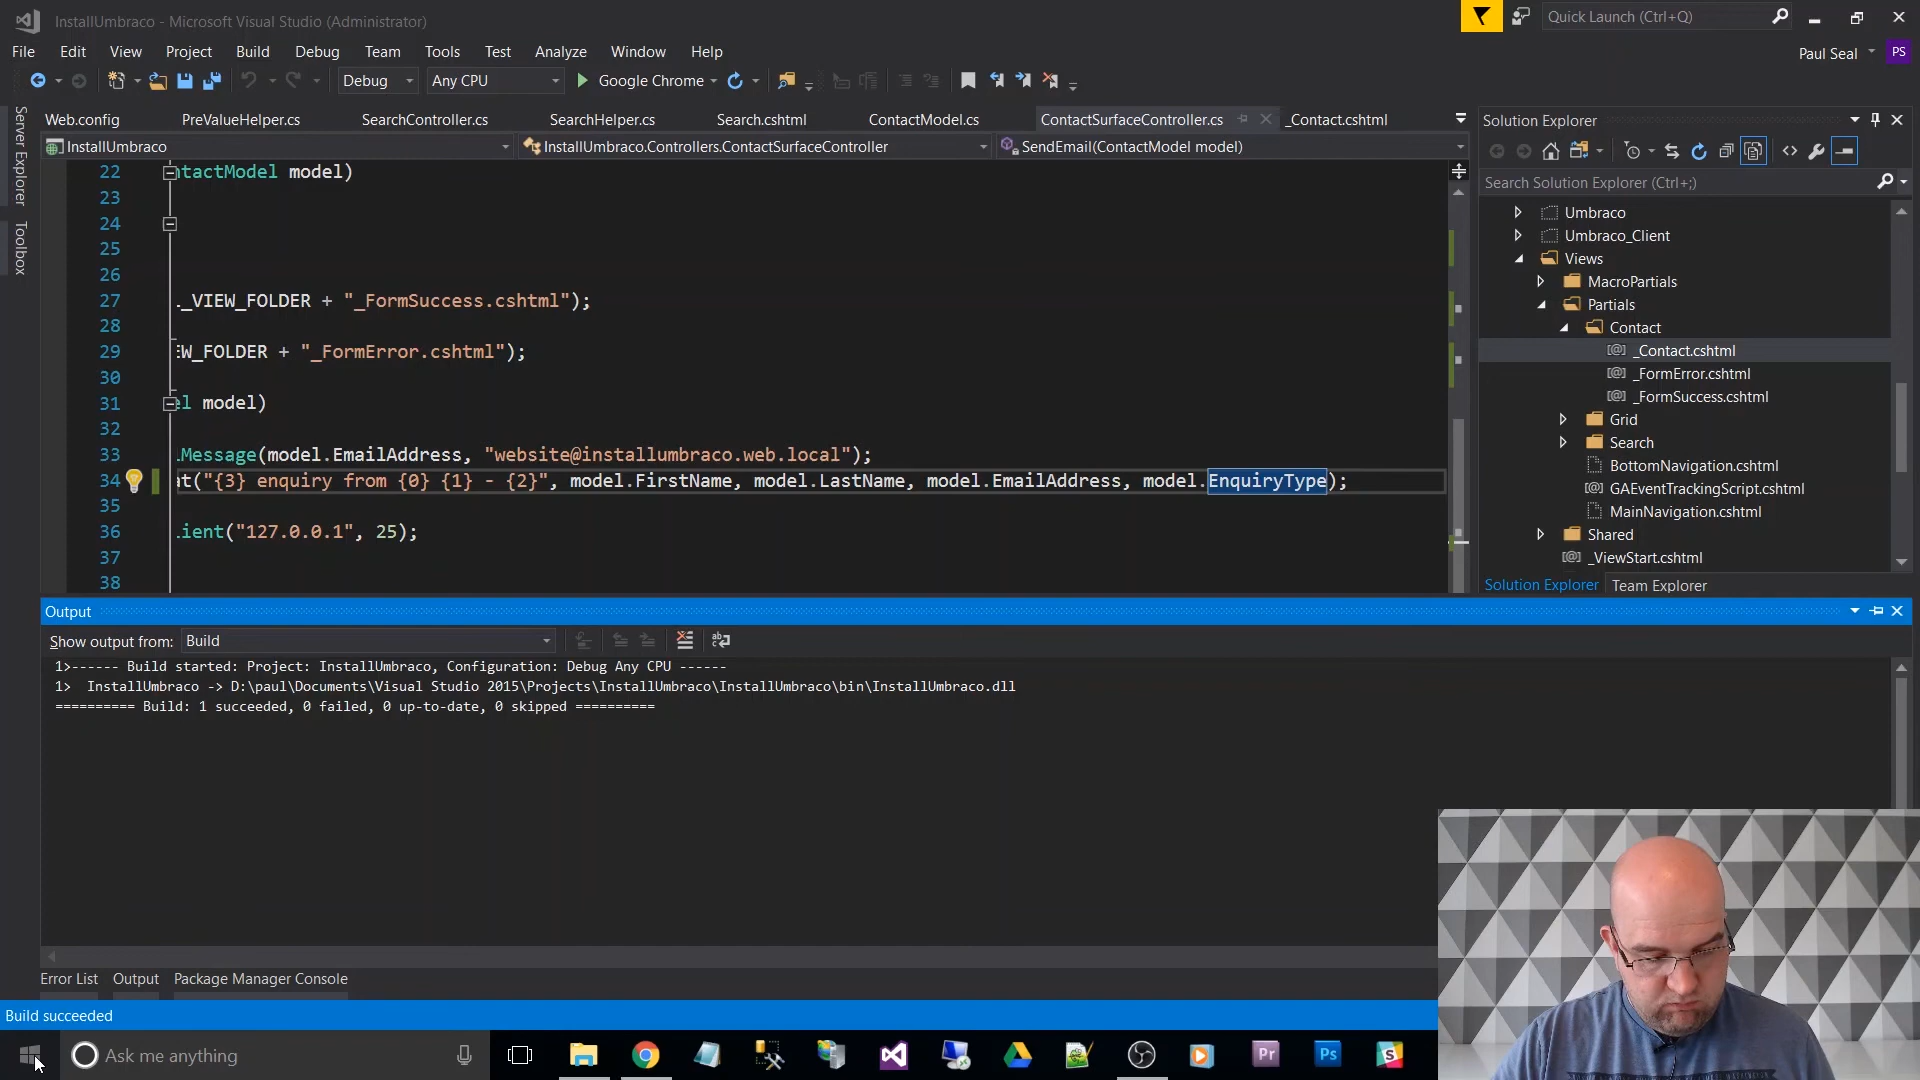 InstallUmbraco - Microsoft Visual Studio (Administrator)
Quick Launch (Ctrl+Q)
File Edit View Project Build Debug Team Tools Test Analyze Window Help
Paul Seal PS
Debug Any CPU Google Chrome
Server Explorer
Toolbox
Web.config PreValueHelper.cs SearchController.cs SearchHelper.cs Search.cshtml ContactModel.cs ContactSurfaceController.cs _Contact.cshtml
InstallUmbraco InstallUmbraco.Controllers.ContactSurfaceController SendEmail(ContactModel model)
22 ntactModel model)
23
24
25
26
27 ._VIEW_FOLDER + "_FormSuccess.cshtml");
28
29 EW_FOLDER + "_FormError.cshtml");
30
31 el model)
32
33 lMessage(model.EmailAddress, "website@installumbraco.web.local");
34 at("{3} enquiry from {0} {1} - {2}", model.FirstName, model.LastName, model.EmailAddress, model.EnquiryType);
35
36 lient("127.0.0.1", 25);
37
38
Solution Explorer
Search Solution Explorer (Ctrl+;)
Umbraco
Umbraco_Client
Views
MacroPartials
Partials
Contact
_Contact.cshtml
_FormError.cshtml
_FormSuccess.cshtml
Grid
Search
BottomNavigation.cshtml
GAEventTrackingScript.cshtml
MainNavigation.cshtml
Shared
_ViewStart.cshtml
Solution Explorer Team Explorer
Output
Show output from: Build
1>------ Build started: Project: InstallUmbraco, Configuration: Debug Any CPU ------
1>  InstallUmbraco -> D:\paul\Documents\Visual Studio 2015\Projects\InstallUmbraco\InstallUmbraco\bin\InstallUmbraco.dll
========== Build: 1 succeeded, 0 failed, 0 up-to-date, 0 skipped ==========
Error List Output Package Manager Console
Build succeeded
Ask me anything
Pr Ps